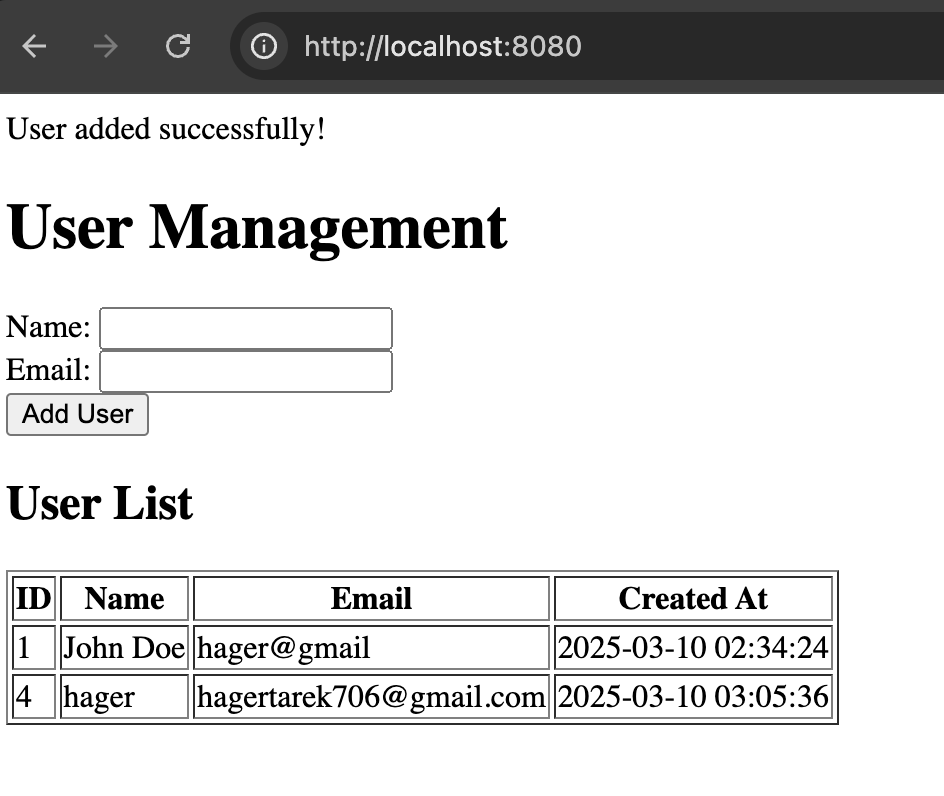 http://localhost:8080
User added successfully!
User Management
Name:
Email:
Add User
User List
ID Name Email Created At
1 John Doe hager@gmail 2025-03-10 02:34:24
4 hager hagertarek706@gmail.com 2025-03-10 03:05:36